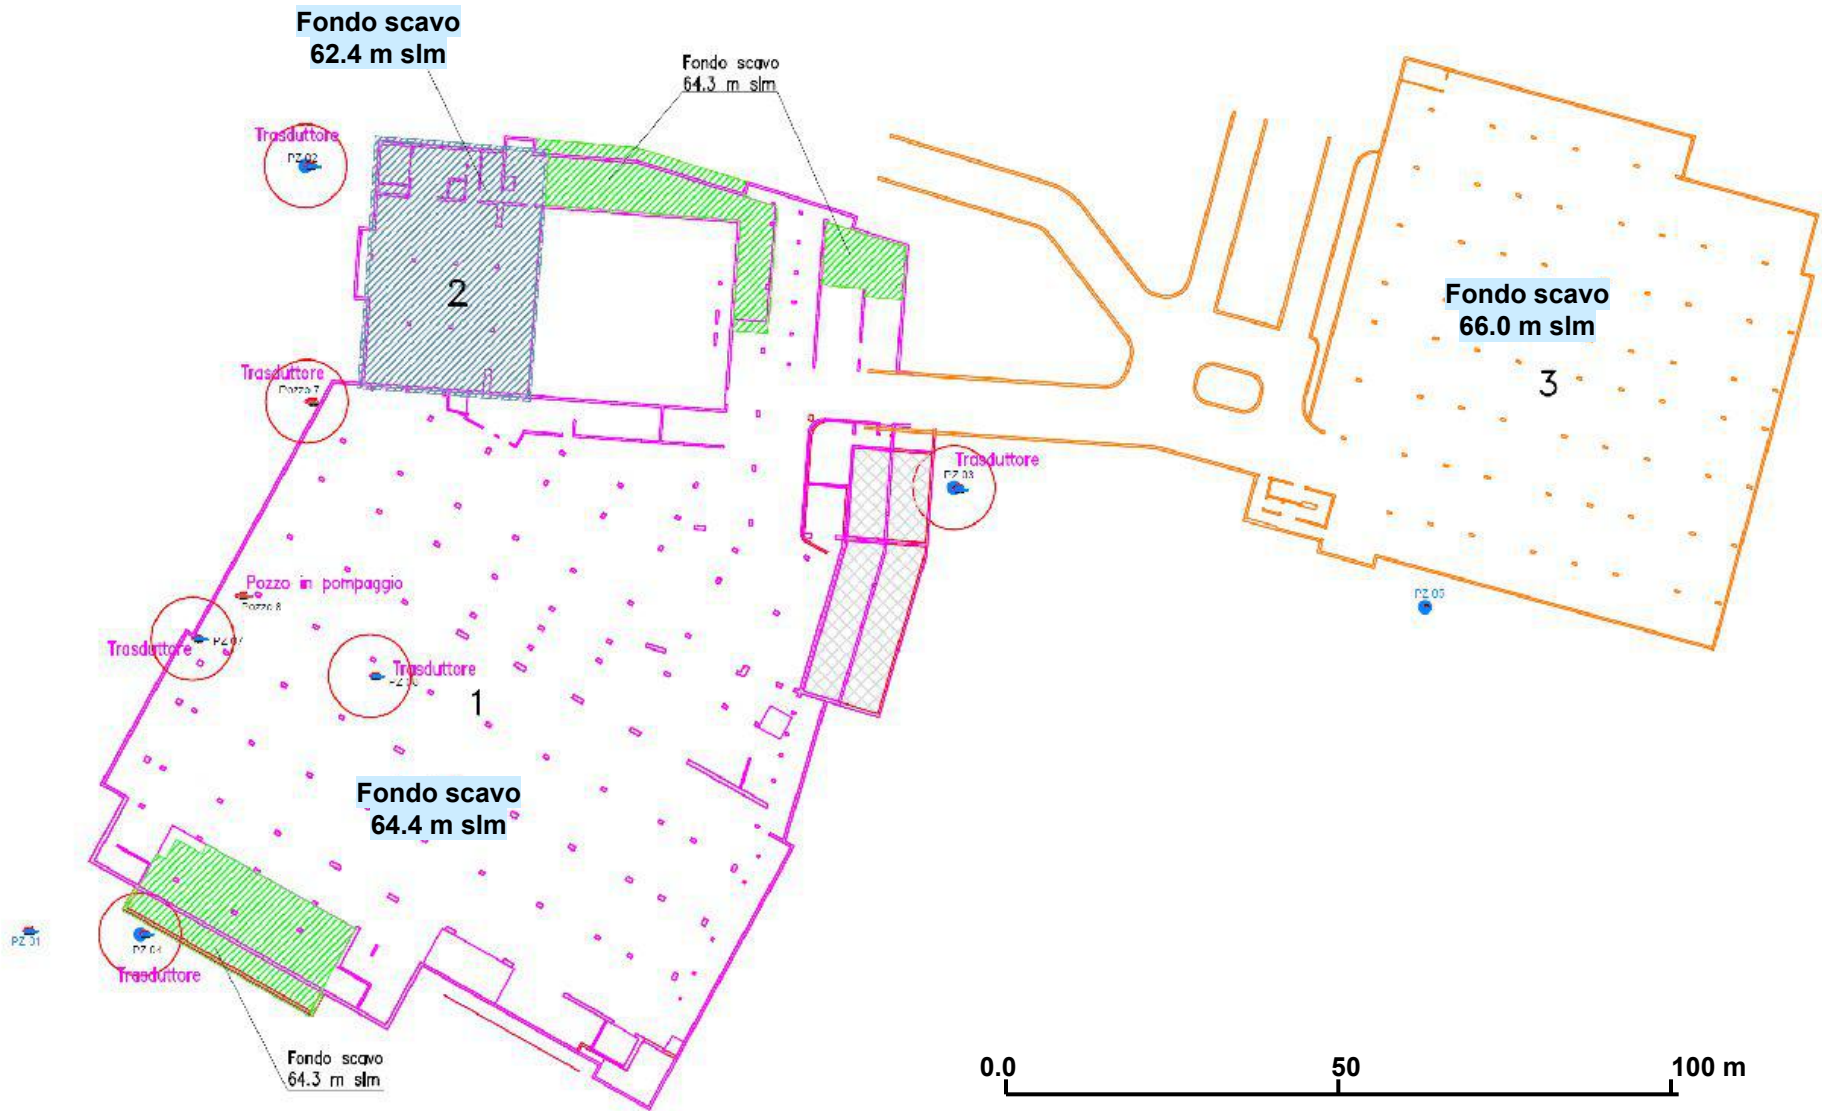 Fondo scavo
62.4 m slm
Fondo scavo
64.3 m slm
Trasduttore
PZ 02
2
Fondo scavo
66.0 m slm
3
Trasduttore
Pozzo 7
Trasduttore
PZ 03
Pozzo in pompaggio
Pozzo 8
PZ 05
PZ 07
Trasduttore
Trasduttore
1
Fondo scavo
64.4 m slm
PZ 01
PZ 04
Trasduttore
Fondo scavo
64.3 m slm
0.0 50 100 m